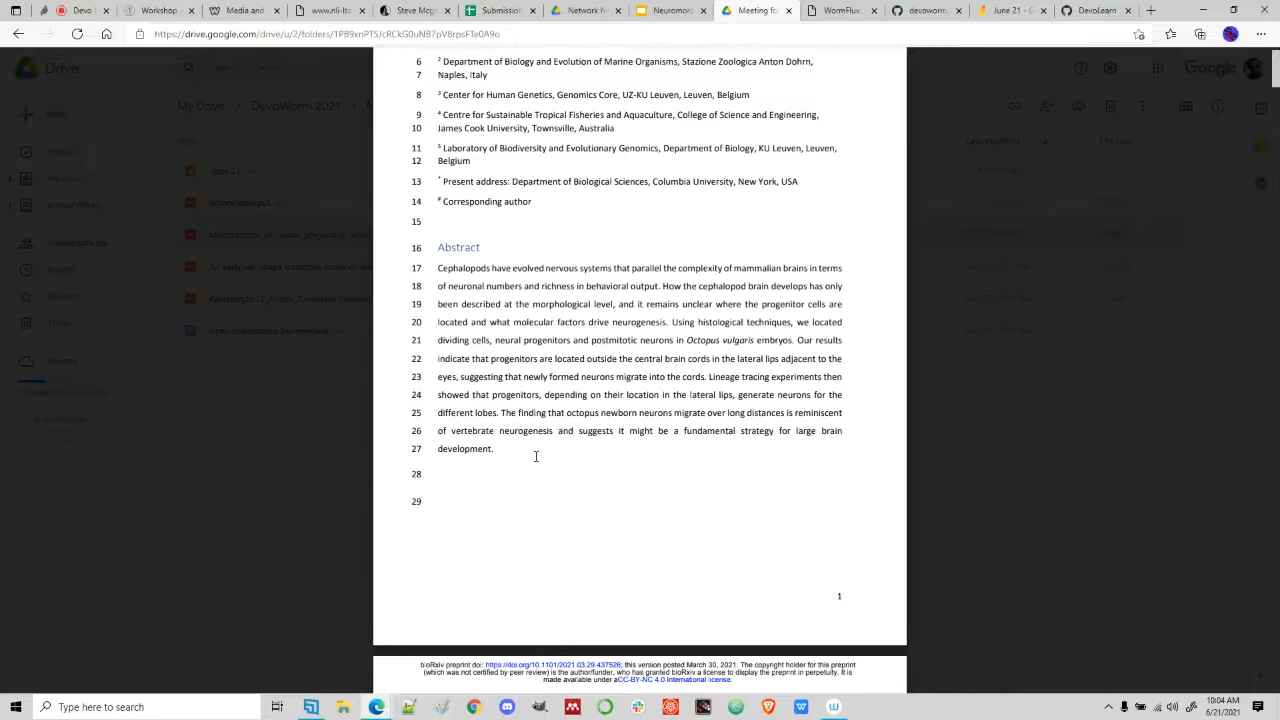 DevoWorm
June 21 - 
https://drive.google.com/drive/u/2/folders/1PB9xnPTSJcRCkG0uNB7pV8rpsFTe0A9o
Drive
My Drive > DevoWorm 2021 >
Google
6 ² Department of Biology and Evolution of Marine Organisms, Stazione Zoologica Anton Dohrn,
7 Naples, Italy
8 ³ Center for Human Genetics, Genomics Core, UZ-KU Leuven, Leuven, Belgium
9 ⁴ Centre for Sustainable Tropical Fisheries and Aquaculture, College of Science and Engineering,
10 James Cook University, Townsville, Australia
11 ⁵ Laboratory of Biodiversity and Evolutionary Genomics, Department of Biology, KU Leuven, Leuven,
12 Belgium
13 * Present address: Department of Biological Sciences, Columbia University, New York, USA
14 # Corresponding author
15
16 Abstract
17 Cephalopods have evolved nervous systems that parallel the complexity of mammalian brains in terms
18 of neuronal numbers and richness in behavioral output. How the cephalopod brain develops has only
19 been described at the morphological level, and it remains unclear where the progenitor cells are
20 located and what molecular factors drive neurogenesis. Using histological techniques, we located
21 dividing cells, neural progenitors and postmitotic neurons in Octopus vulgaris embryos. Our results
22 indicate that progenitors are located outside the central brain cords in the lateral lips adjacent to the
23 eyes, suggesting that newly formed neurons migrate into the cords. Lineage tracing experiments then
24 showed that progenitors, depending on their location in the lateral lips, generate neurons for the
25 different lobes. The finding that octopus newborn neurons migrate over long distances is reminiscent
26 of vertebrate neurogenesis and suggests it might be a fundamental strategy for large brain
27 development.
28
29
1
bioRxiv preprint doi: https://doi.org/10.1101/2021.03.29.437526; this version posted March 30, 2021. The copyright holder for this preprint
(which was not certified by peer review) is the author/funder, who has granted bioRxiv a license to display the preprint in perpetuity. It is
made available under aCC-BY-NC 4.0 International license.
Type here to search
10:04 AM
6/21/2021